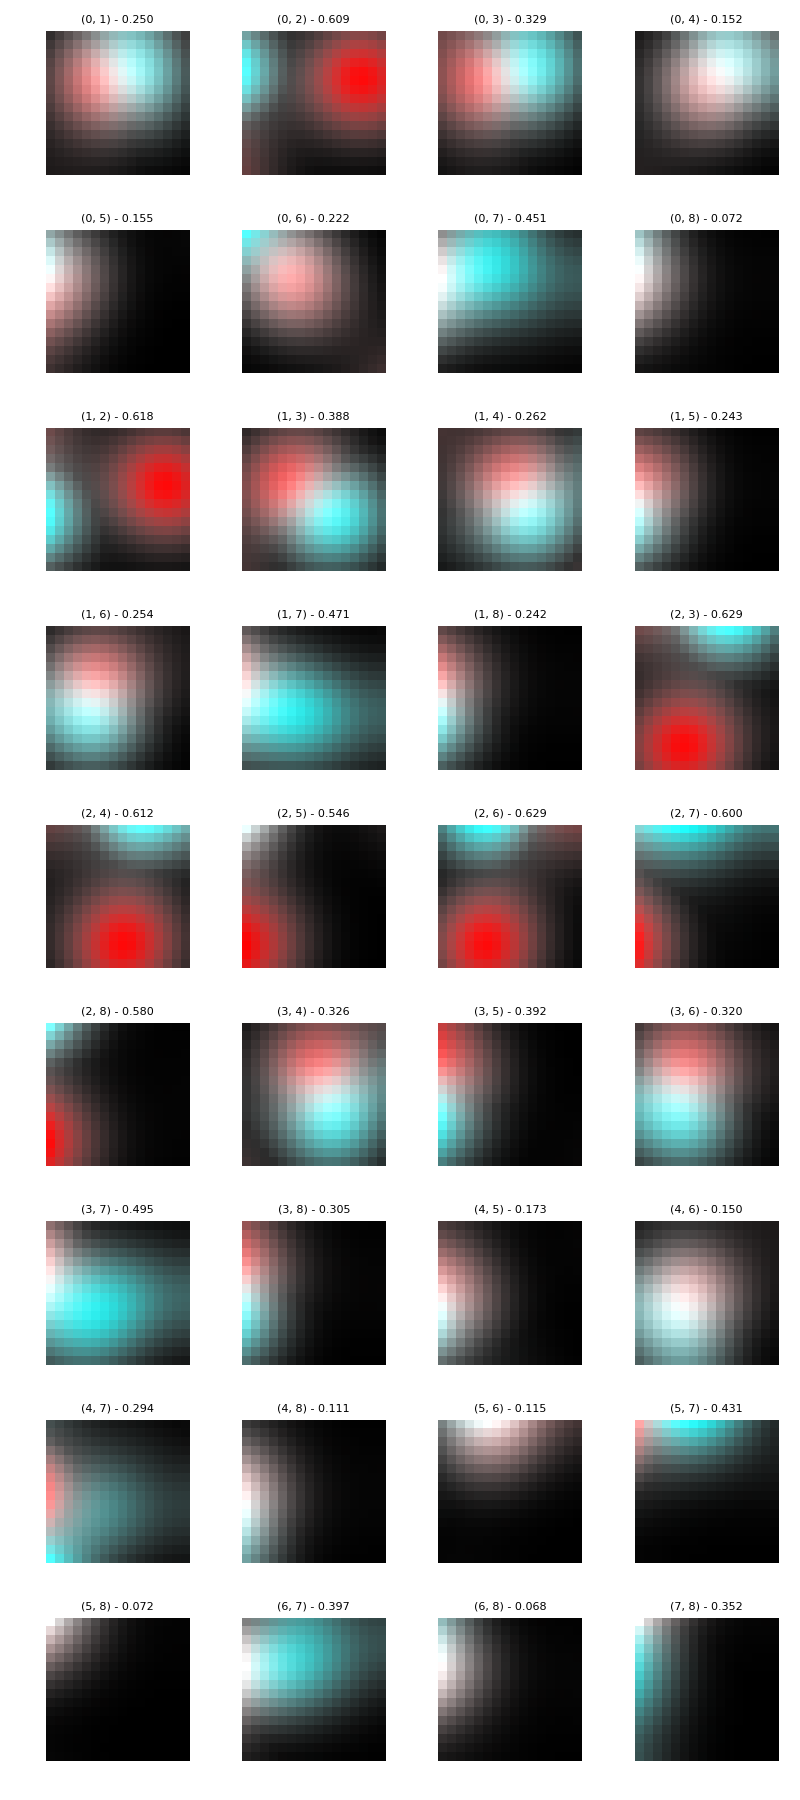 (0, 1) - 0.250 (0, 2) - 0.609 (0, 3) - 0.329 (0, 4) - 0.152
(0, 5) - 0.155 (0, 6) - 0.222 (0, 7) - 0.451 (0, 8) - 0.072
(1, 2) - 0.618 (1, 3) - 0.388 (1, 4) - 0.262 (1, 5) - 0.243
(1, 6) - 0.254 (1, 7) - 0.471 (1, 8) - 0.242 (2, 3) - 0.629
(2, 4) - 0.612 (2, 5) - 0.546 (2, 6) - 0.629 (2, 7) - 0.600
(2, 8) - 0.580 (3, 4) - 0.326 (3, 5) - 0.392 (3, 6) - 0.320
(3, 7) - 0.495 (3, 8) - 0.305 (4, 5) - 0.173 (4, 6) - 0.150
(4, 7) - 0.294 (4, 8) - 0.111 (5, 6) - 0.115 (5, 7) - 0.431
(5, 8) - 0.072 (6, 7) - 0.397 (6, 8) - 0.068 (7, 8) - 0.352